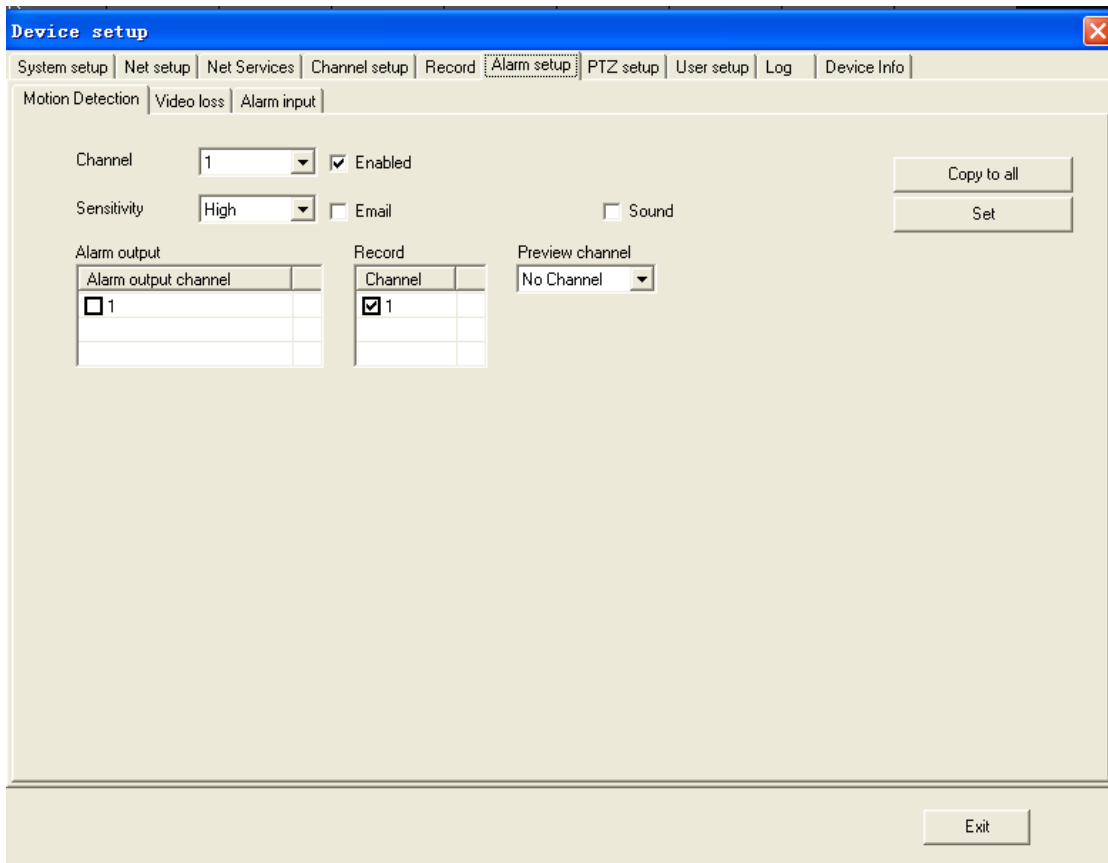 Device setup
System setup Net setup Net Services Channel setup Record Alarm setup PTZ setup User setup Log Device Info
Motion Detection Video loss Alarm input
Channel 1 Enabled Copy to all
Sensitivity High Email Sound Set
Alarm output Record Preview channel
Alarm output channel Channel No Channel
1 1
Exit